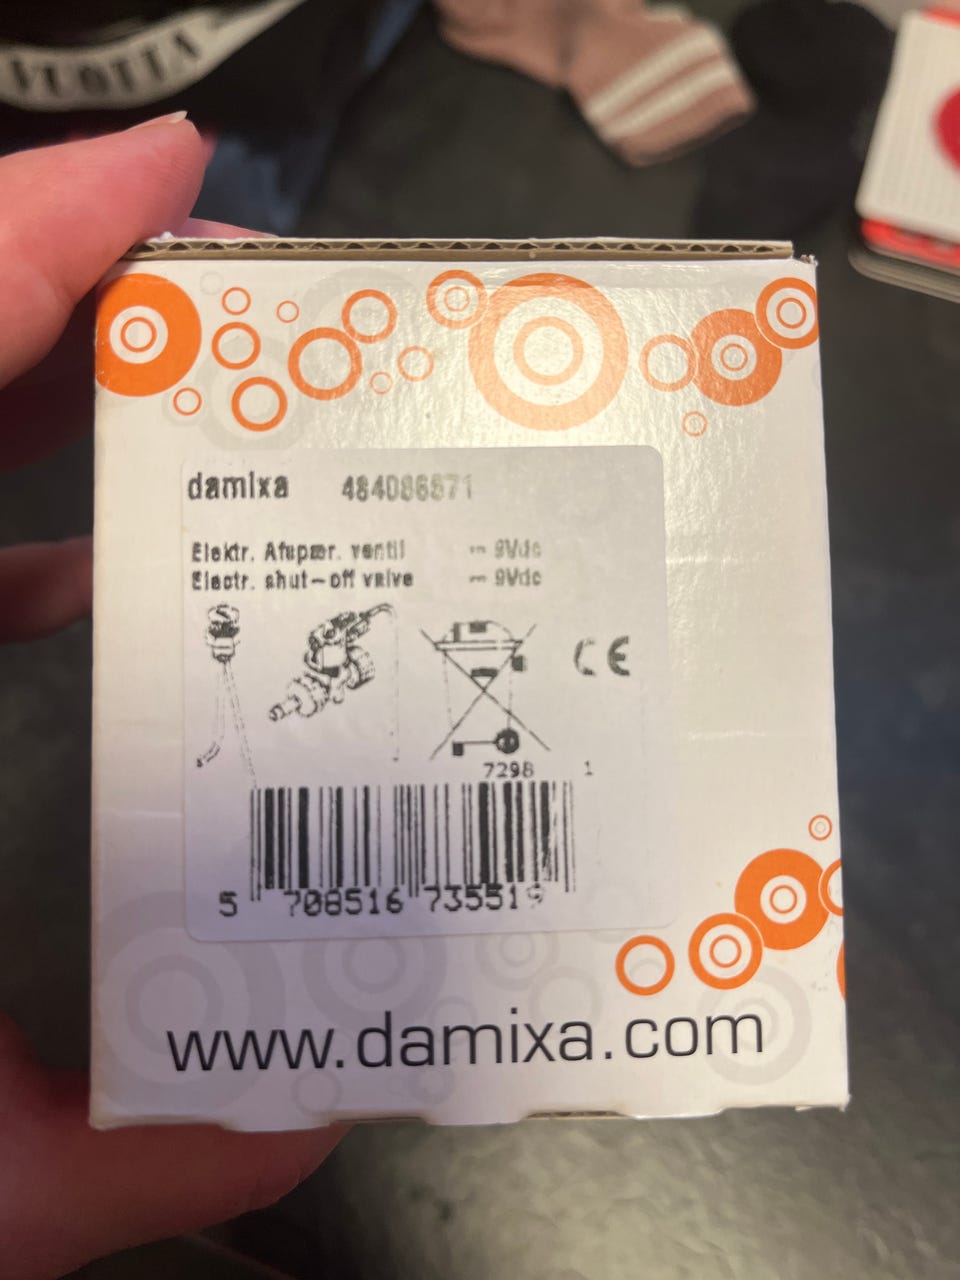 damixa 484086871
Elektr. Afspær. ventil ⎓ 9Vdc
Electr. shut-off valve ⎓ 9Vdc
CE
7298 1
5 708516 735519
www.damixa.com